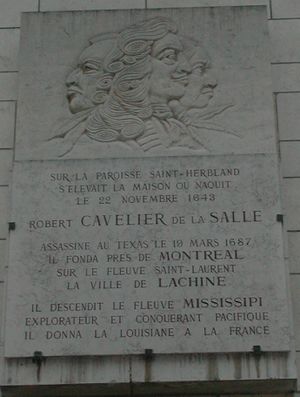 SUR LA PAROISSE SAINT-HERBLAND
S'ELEVAIT LA MAISON OU NAQUIT
LE 22 NOVEMBRE 1643
ROBERT CAVELIER DE LA SALLE
ASSASSINE AU TEXAS LE 19 MARS 1687
IL FONDA PRES DE MONTREAL
SUR LE FLEUVE SAINT-LAURENT
LA VILLE DE LACHINE
IL DESCENDIT LE FLEUVE MISSISSIPI
EXPLORATEUR ET CONQUERANT PACIFIQUE
IL DONNA LA LOUISIANE A LA FRANCE